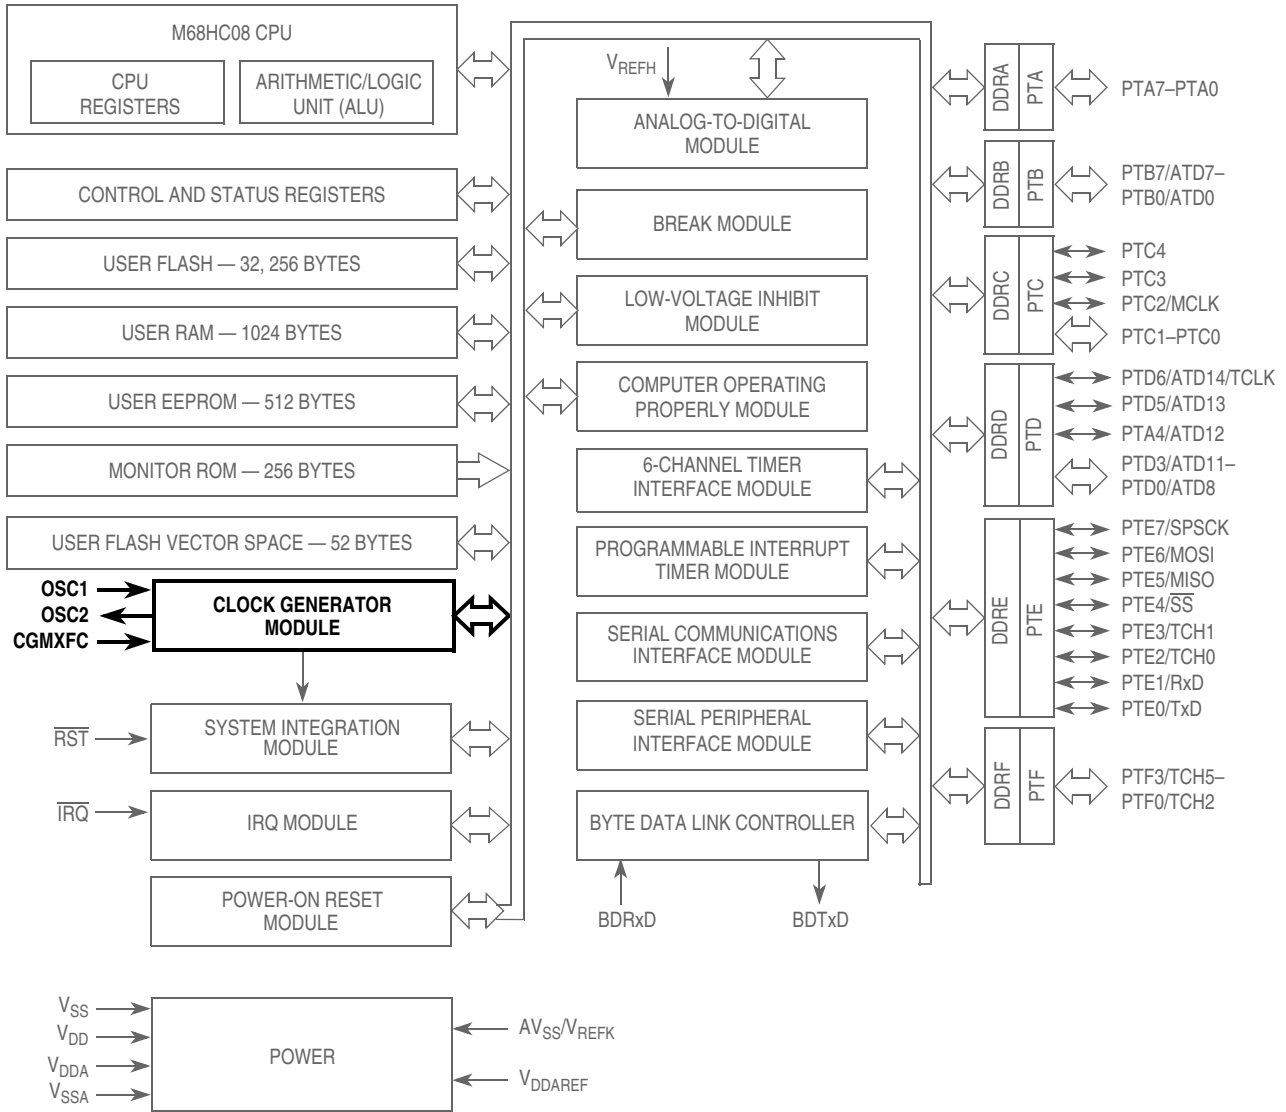 M68HC08 CPU
CPU
REGISTERS
ARITHMETIC/LOGIC
UNIT (ALU)
CONTROL AND STATUS REGISTERS
USER FLASH — 32, 256 BYTES
USER RAM — 1024 BYTES
USER EEPROM — 512 BYTES
MONITOR ROM — 256 BYTES
USER FLASH VECTOR SPACE — 52 BYTES
OSC1
OSC2
CGMXFC
CLOCK GENERATOR
MODULE
RST
SYSTEM INTEGRATION
MODULE
IRQ
IRQ MODULE
POWER-ON RESET
MODULE
VSS
VDD
VDDA
VSSA
POWER
AVSS/VREFK
VDDAREF
VREFH
ANALOG-TO-DIGITAL
MODULE
BREAK MODULE
LOW-VOLTAGE INHIBIT
MODULE
COMPUTER OPERATING
PROPERLY MODULE
6-CHANNEL TIMER
INTERFACE MODULE
PROGRAMMABLE INTERRUPT
TIMER MODULE
SERIAL COMMUNICATIONS
INTERFACE MODULE
SERIAL PERIPHERAL
INTERFACE MODULE
BYTE DATA LINK CONTROLLER
BDRxD
BDTxD
DDRA
PTA
PTA7–PTA0
DDRB
PTB
PTB7/ATD7–
PTB0/ATD0
DDRC
PTC
PTC4
PTC3
PTC2/MCLK
PTC1–PTC0
DDRD
PTD
PTD6/ATD14/TCLK
PTD5/ATD13
PTA4/ATD12
PTD3/ATD11–
PTD0/ATD8
DDRE
PTE
PTE7/SPSCK
PTE6/MOSI
PTE5/MISO
PTE4/SS
PTE3/TCH1
PTE2/TCH0
PTE1/RxD
PTE0/TxD
DDRF
PTF
PTF3/TCH5–
PTF0/TCH2